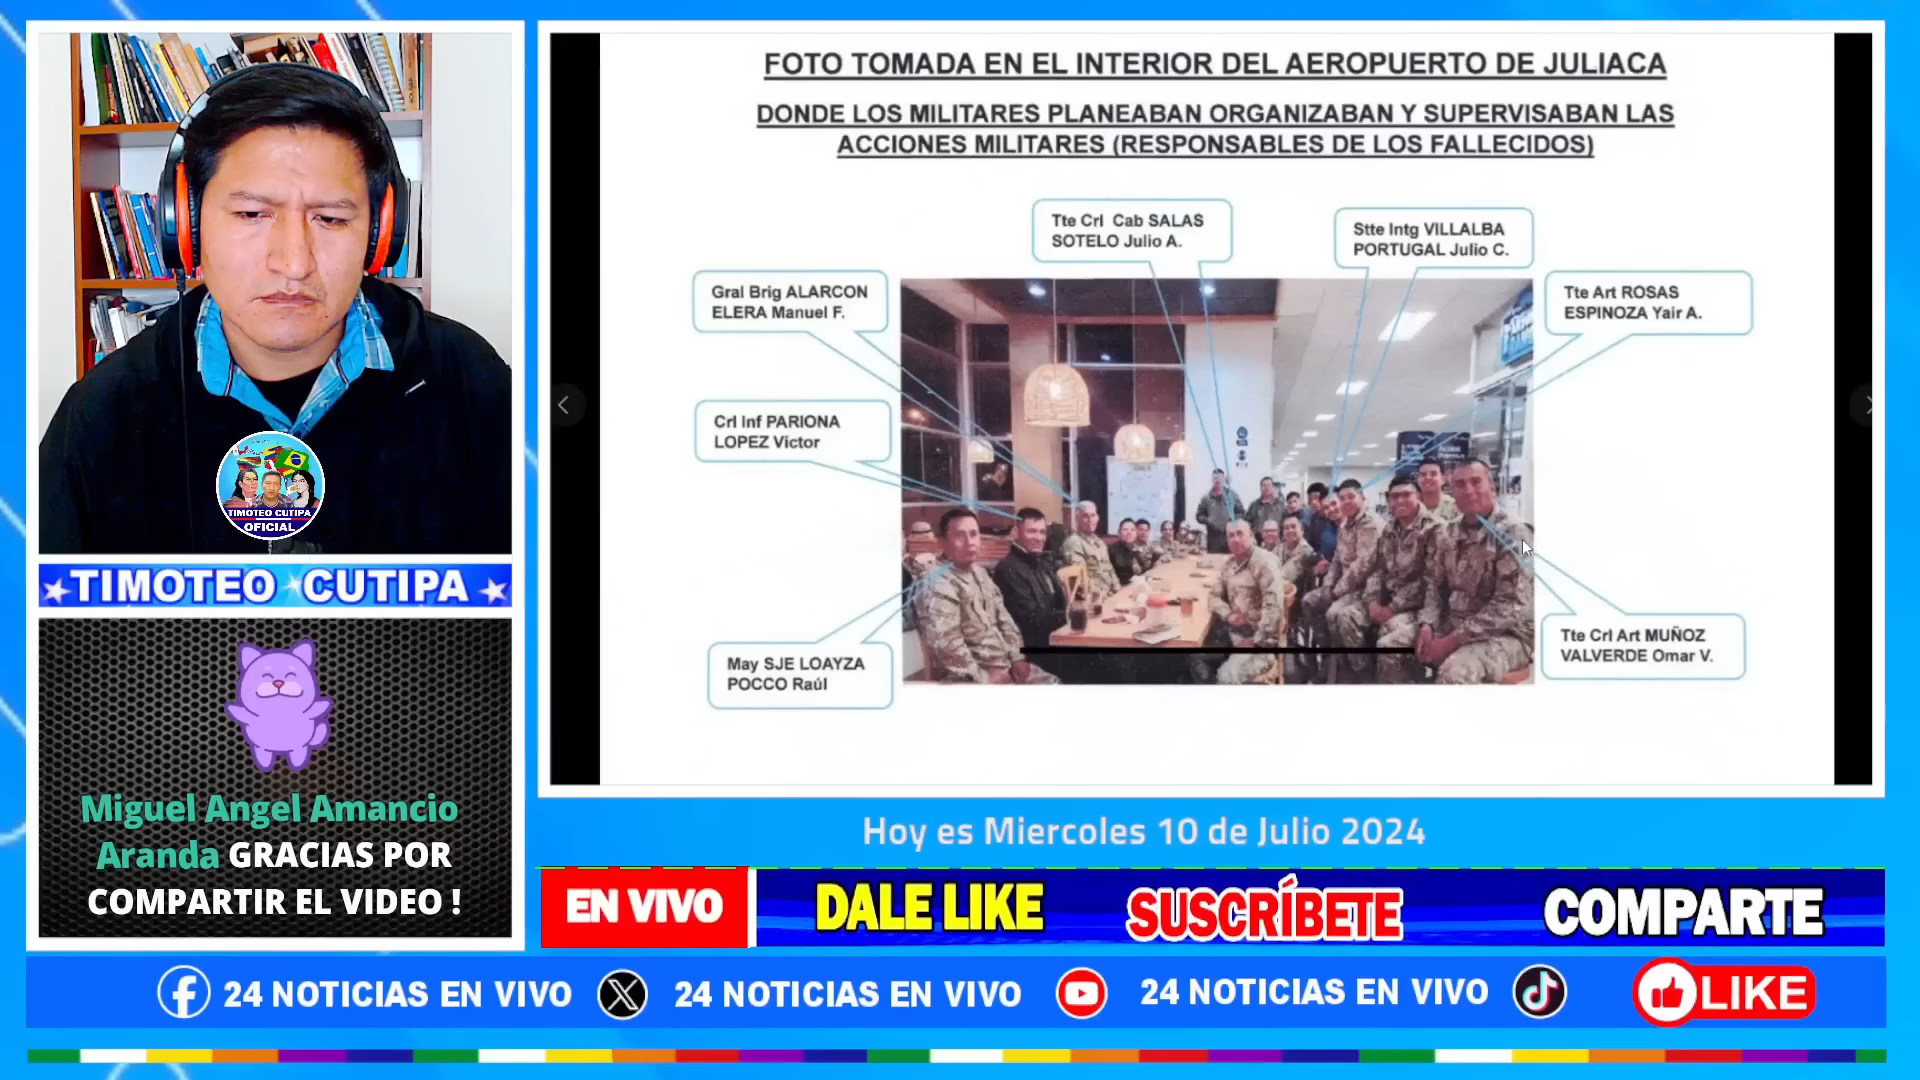 FOTO TOMADA EN EL INTERIOR DEL AEROPUERTO DE JULIACA
DONDE LOS MILITARES PLANEABAN ORGANIZABAN Y SUPERVISABAN LAS
ACCIONES MILITARES (RESPONSABLES DE LOS FALLECIDOS)
Tte Crl Cab SALAS
SOTELO Julio A.
Stte Intg VILLALBA
PORTUGAL Julio C.
Gral Brig ALARCON
ELERA Manuel F.
Tte Art ROSAS
ESPINOZA Yair A.
Crl Inf PARIONA
LOPEZ Victor
May SJE LOAYZA
POCCO Raúl
Tte Crl Art MUÑOZ
VALVERDE Omar V.
TIMOTEO CUTIPA
OFICIAL
TIMOTEO CUTIPA
Miguel Angel Amancio
Aranda GRACIAS POR
COMPARTIR EL VIDEO !
Hoy es Miercoles 10 de Julio 2024
EN VIVO
DALE LIKE
SUSCRÍBETE
COMPARTE
24 NOTICIAS EN VIVO
24 NOTICIAS EN VIVO
24 NOTICIAS EN VIVO
LIKE